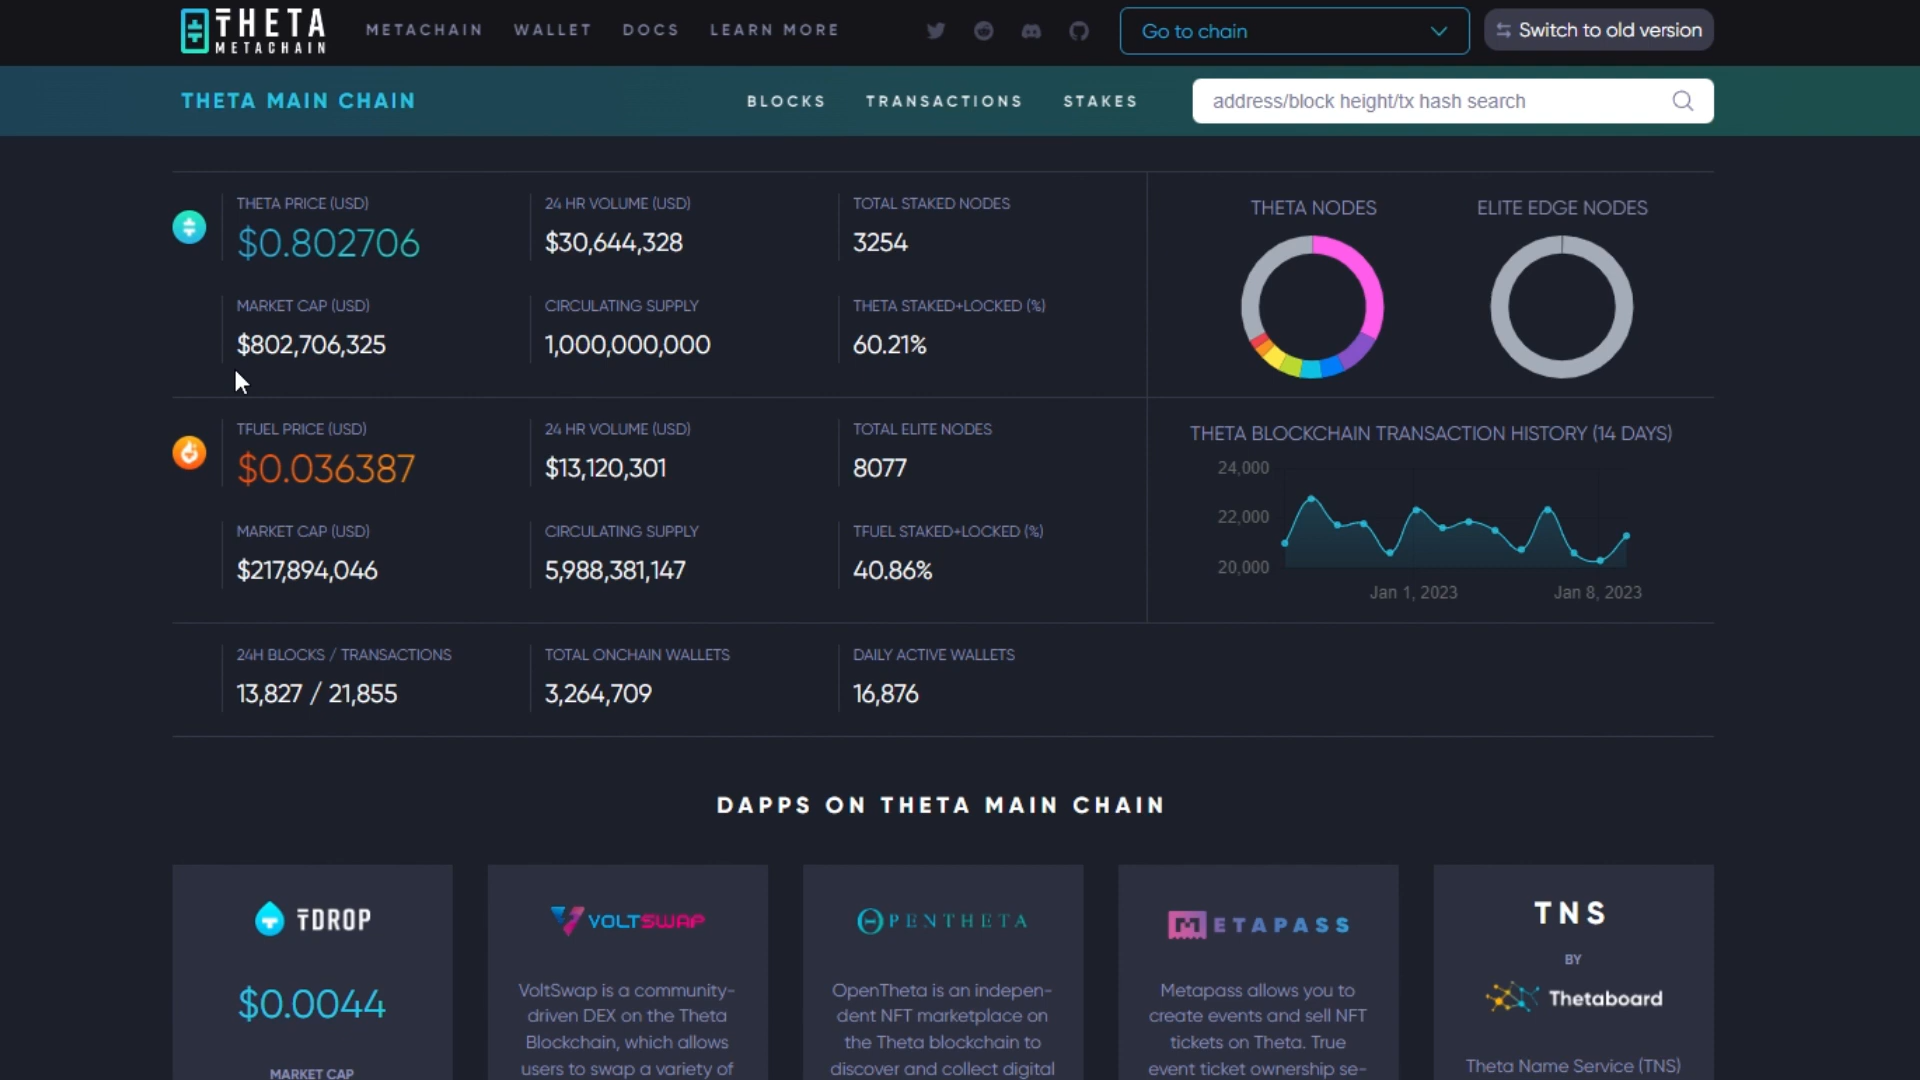 THETA
METACHAIN
METACHAIN
WALLET
DOCS
LEARN MORE
Go to chain
Switch to old version
THETA MAIN CHAIN
BLOCKS
TRANSACTIONS
STAKES
address/block height/tx hash search
THETA PRICE (USD)
$0.802706
24 HR VOLUME (USD)
$30,644,328
TOTAL STAKED NODES
3254
MARKET CAP (USD)
$802,706,325
CIRCULATING SUPPLY
1,000,000,000
THETA STAKED+LOCKED (%)
60.21%
THETA NODES
ELITE EDGE NODES
TFUEL PRICE (USD)
$0.036387
24 HR VOLUME (USD)
$13,120,301
TOTAL ELITE NODES
8077
MARKET CAP (USD)
$217,894,046
CIRCULATING SUPPLY
5,988,381,147
TFUEL STAKED+LOCKED (%)
40.86%
THETA BLOCKCHAIN TRANSACTION HISTORY (14 DAYS)
24,000
22,000
20,000
Jan 1, 2023
Jan 8, 2023
24H BLOCKS / TRANSACTIONS
13,827 / 21,855
TOTAL ONCHAIN WALLETS
3,264,709
DAILY ACTIVE WALLETS
16,876
DAPPS ON THETA MAIN CHAIN
TDROP
$0.0044
MARKET CAP
VOLTSWAP
VoltSwap is a community-
driven DEX on the Theta
Blockchain, which allows
users to swap a variety of
OPENTHETA
OpenTheta is an indepen-
dent NFT marketplace on
the Theta blockchain to
discover and collect digital
METAPASS
Metapass allows you to
create events and sell NFT
tickets on Theta. True
event ticket ownership se-
TNS
BY
Thetaboard
Theta Name Service (TNS)